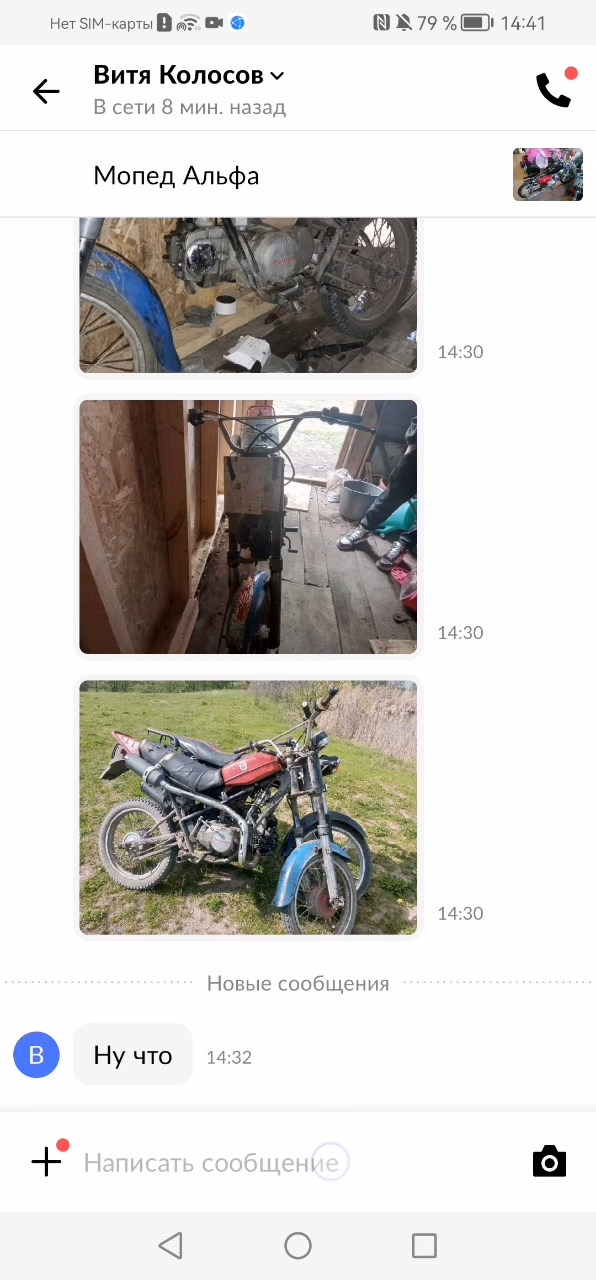 Нет SIM-карты 79 % 14:41
Витя Колосов
В сети 8 мин. назад
Мопед Альфа
14:30
14:30
14:30
Новые сообщения
В Ну что 14:32
Написать сообщение